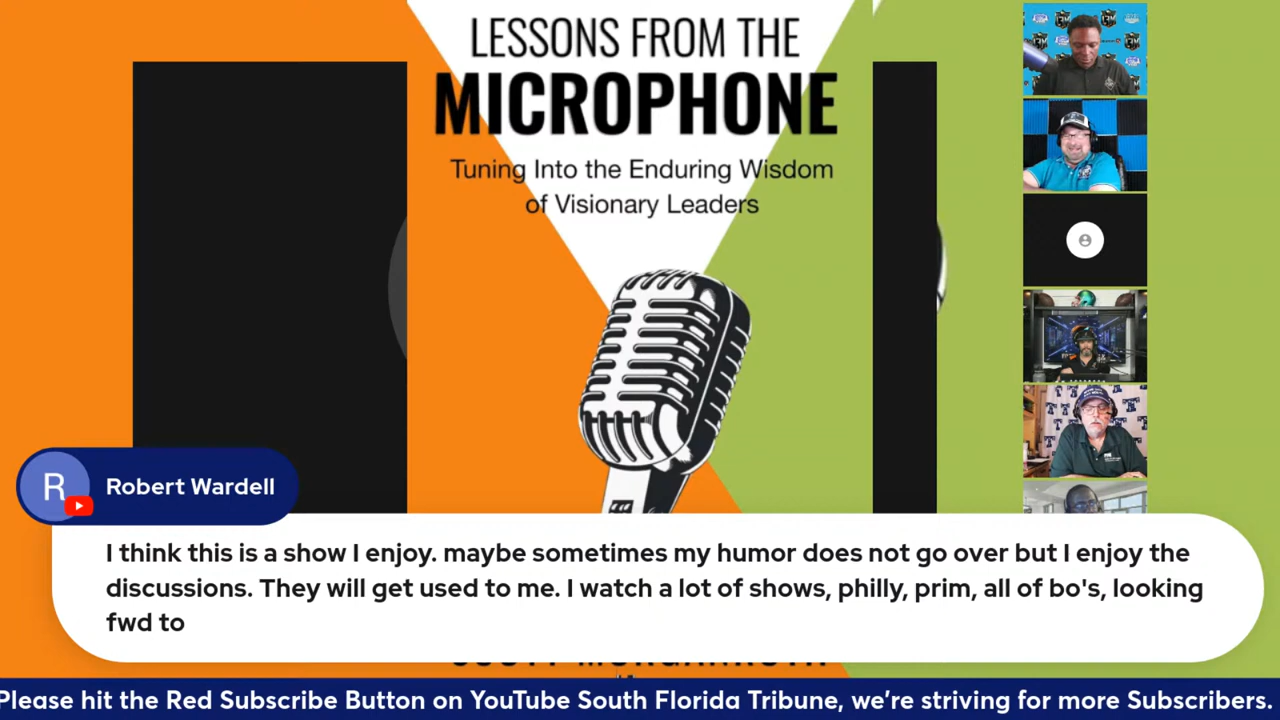 LESSONS FROM THE
MICROPHONE
Tuning Into the Enduring Wisdom
of Visionary Leaders
R
Robert Wardell
I think this is a show I enjoy. maybe sometimes my humor does not go over but I enjoy the
discussions. They will get used to me. I watch a lot of shows, philly, prim, all of bo's, looking
fwd to
Please hit the Red Subscribe Button on YouTube South Florida Tribune, we're striving for more Subscribers.